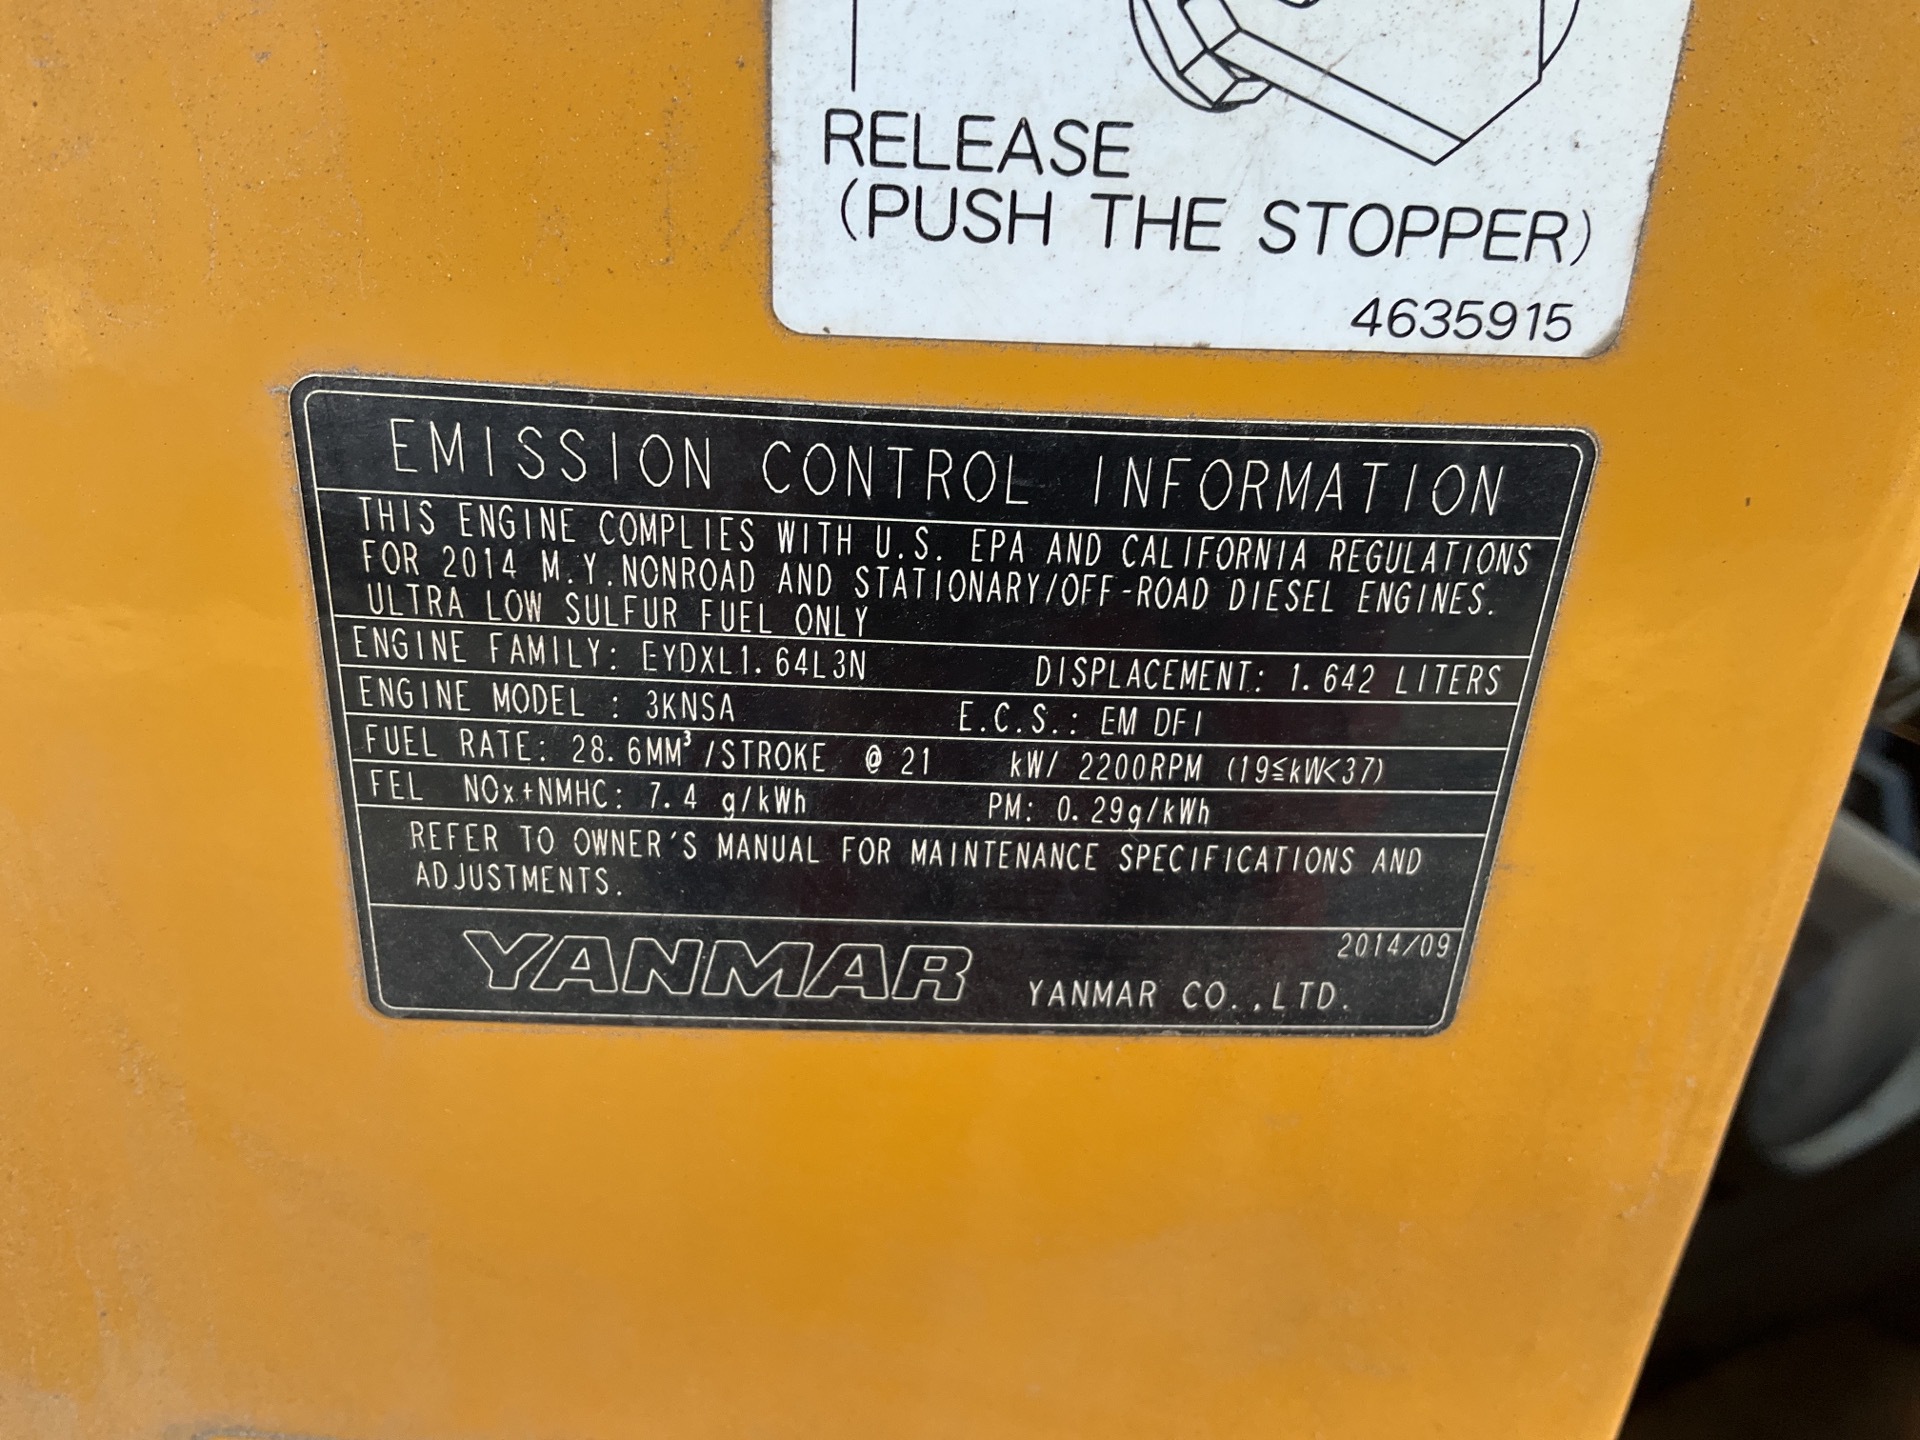 RELEASE
(PUSH THE STOPPER)
4635915
EMISSION CONTROL INFORMATION
THIS ENGINE COMPLIES WITH U.S. EPA AND CALIFORNIA REGULATIONS
FOR 2014 M.Y.NONROAD AND STATIONARY/OFF-ROAD DIESEL ENGINES.
ULTRA LOW SULFUR FUEL ONLY
ENGINE FAMILY: EYDXL1.64L3N DISPLACEMENT: 1.642 LITERS
ENGINE MODEL : 3KNSA E.C.S.: EM DFI
FUEL RATE: 28.6MM³/STROKE @ 21 kW/ 2200RPM (19≦kW<37)
FEL NOx+NMHC: 7.4 g/kWh PM: 0.29g/kWh
REFER TO OWNER'S MANUAL FOR MAINTENANCE SPECIFICATIONS AND
ADJUSTMENTS.
2014/09
YANMAR YANMAR CO.,LTD.